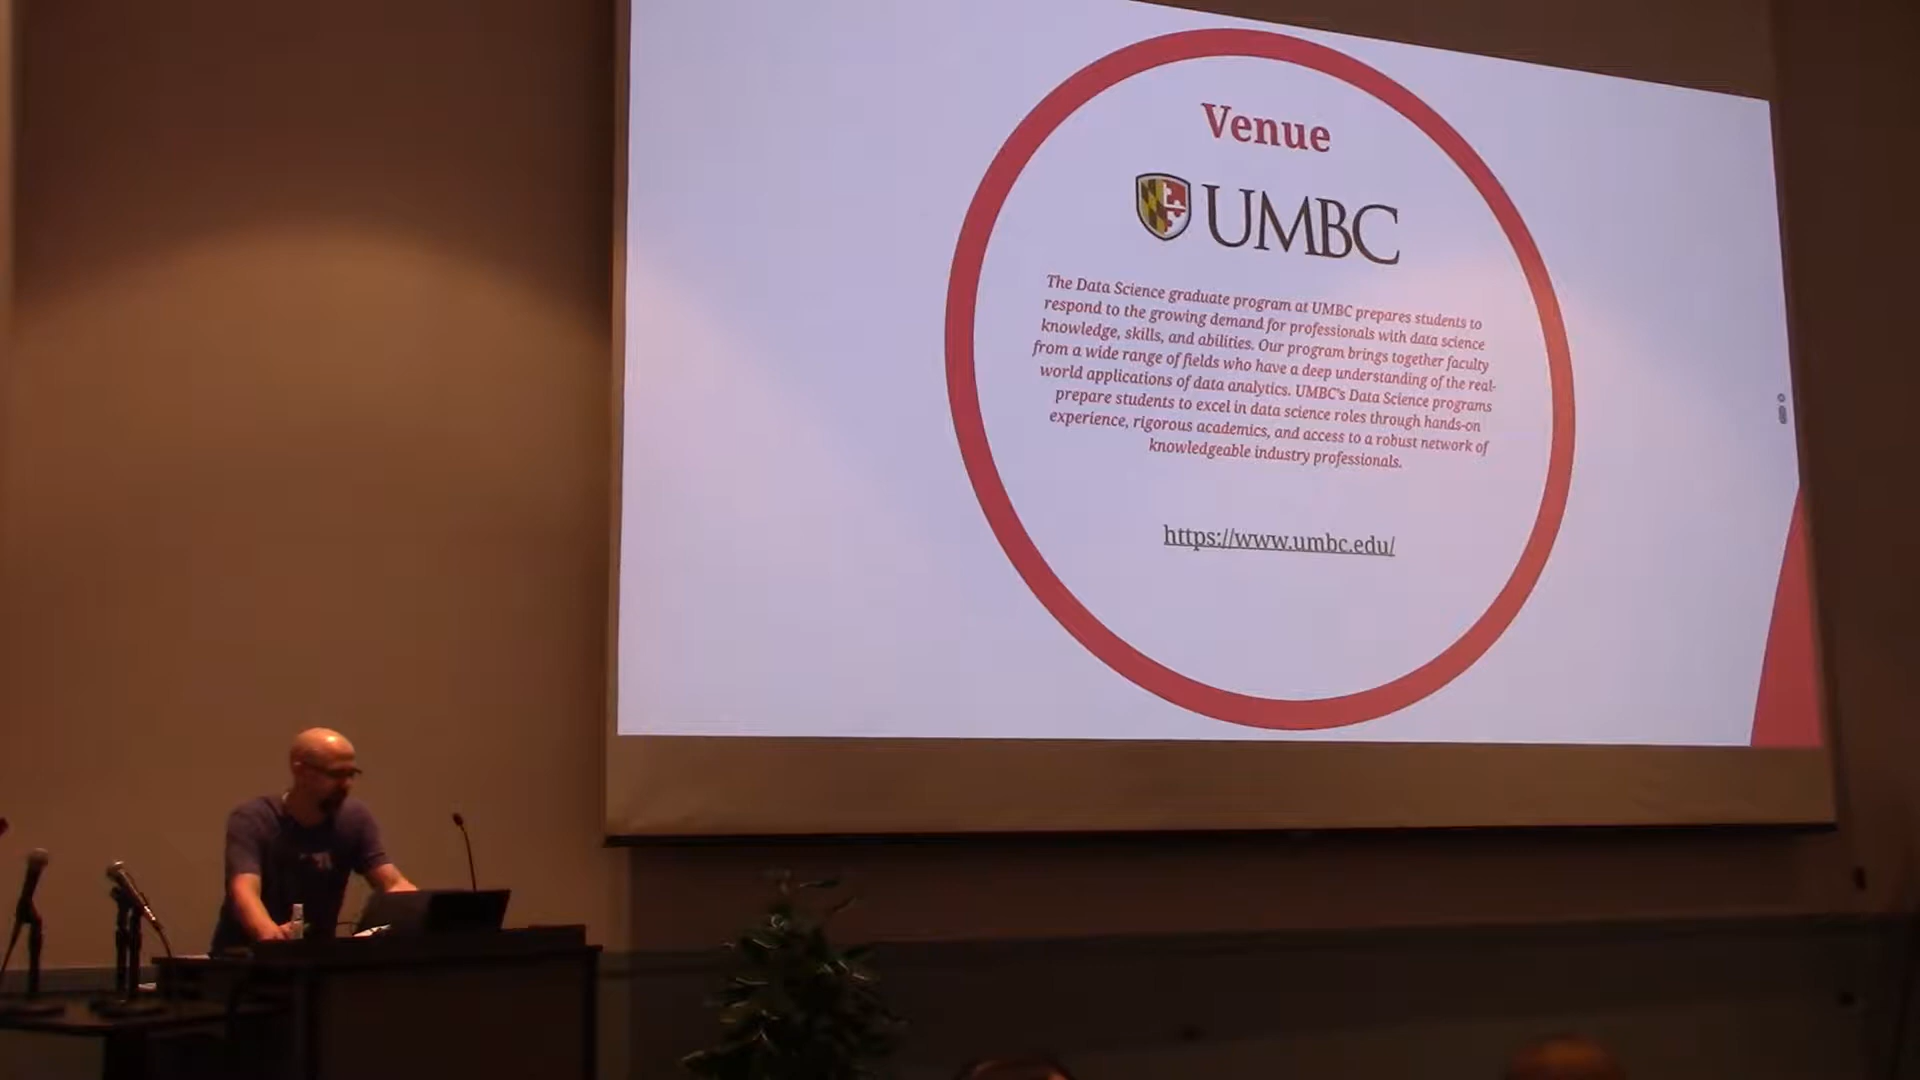 Venue
UMBC
The Data Science graduate program at UMBC prepares students to
respond to the growing demand for professionals with data science
knowledge, skills, and abilities. Our program brings together faculty
from a wide range of fields who have a deep understanding of the real-
world applications of data analytics. UMBC's Data Science programs
prepare students to excel in data science roles through hands-on
experience, rigorous academics, and access to a robust network of
knowledgeable industry professionals.
https://www.umbc.edu/